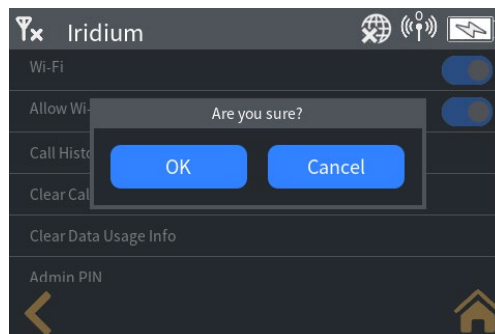 Iridium
Wi-Fi
Allow Wi-
Are you sure?
Call Histo
OK
Cancel
Clear Cal
Clear Data Usage Info
Admin PIN